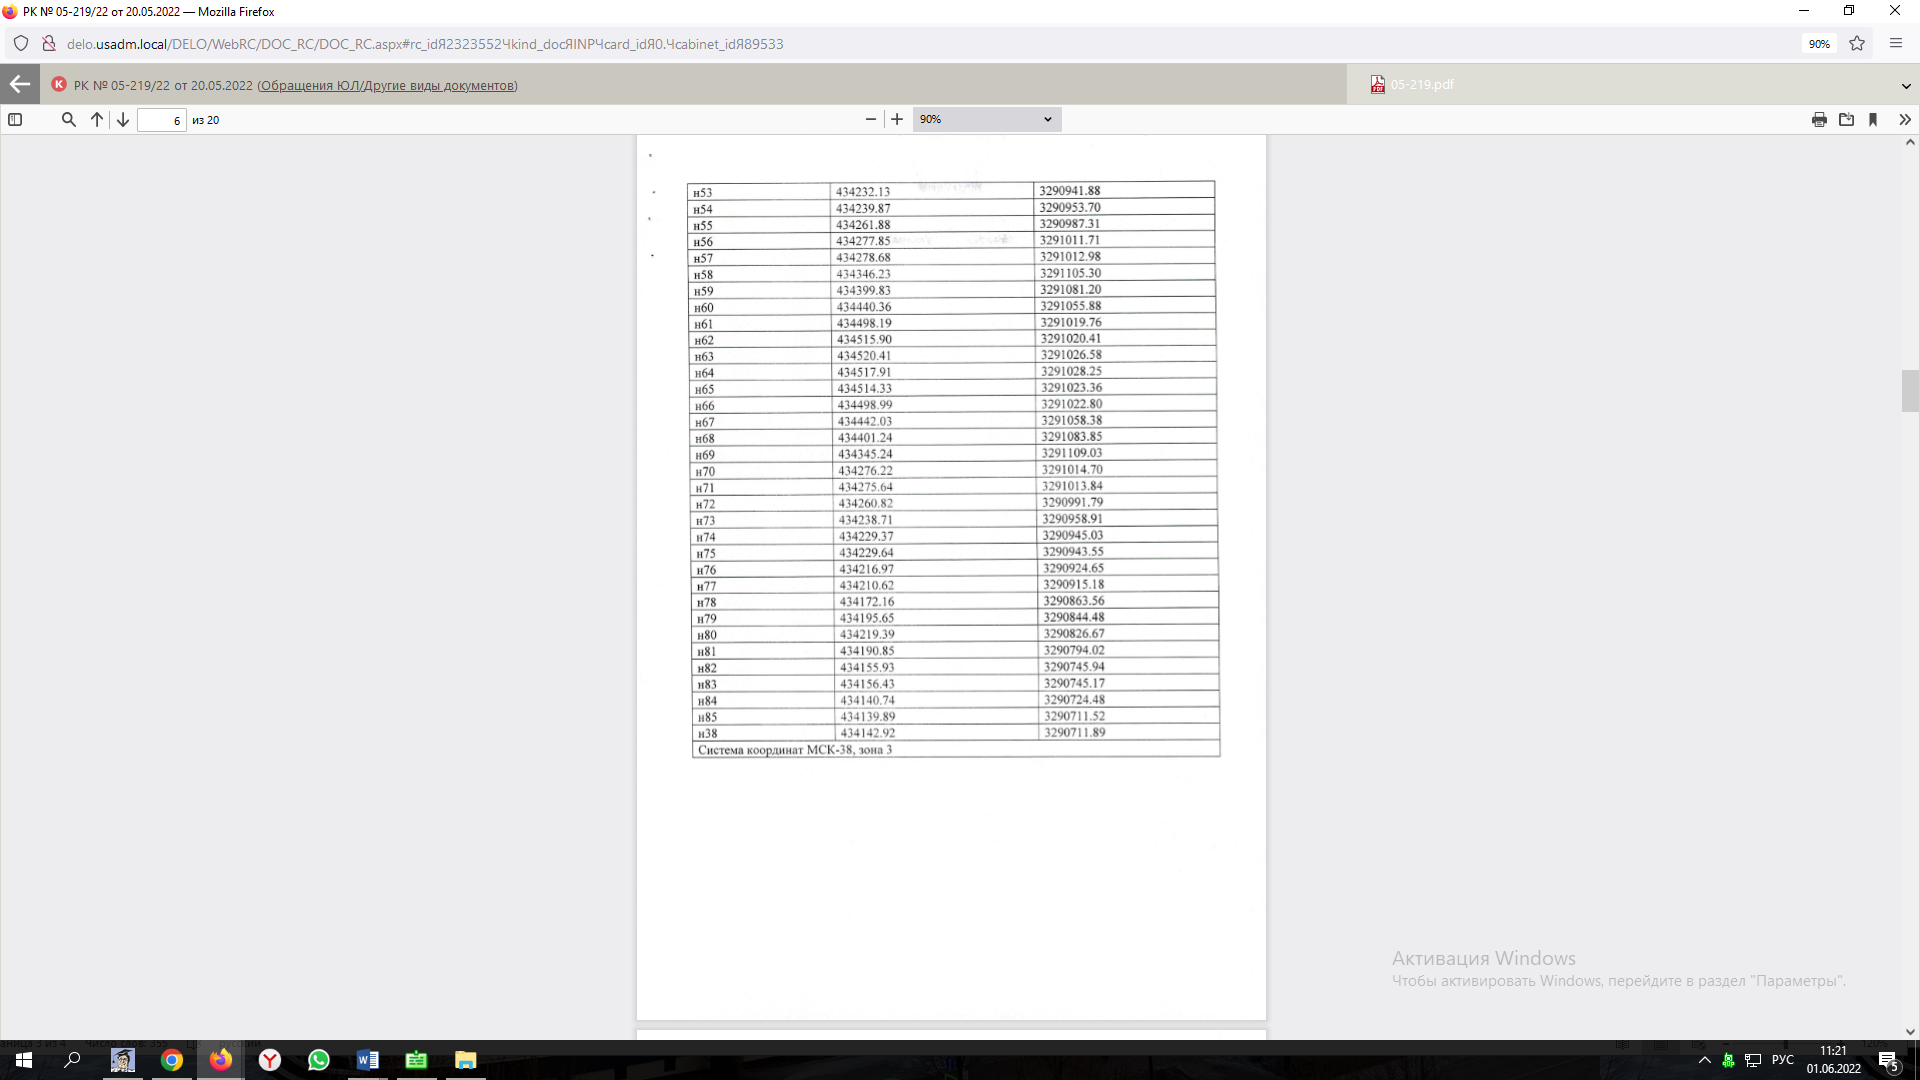 РК № 05-219/22 от 20.05.2022 — Mozilla Firefox
delo.usadm.local/DELO/WebRC/DOC_RC/DOC_RC.aspx#rc_idЯ2323552Чkind_docЯINPЧcard_idЯ0.Чcabinet_idЯ89533 90%
К РК № 05-219/22 от 20.05.2022 (Обращения ЮЛ/Другие виды документов) 05-219.pdf
6 из 20 90%
н53 434232.13 3290941.88
н54 434239.87 3290953.70
н55 434261.88 3290987.31
н56 434277.85 3291011.71
н57 434278.68 3291012.98
н58 434346.23 3291105.30
н59 434399.83 3291081.20
н60 434440.36 3291055.88
н61 434498.19 3291019.76
н62 434515.90 3291020.41
н63 434520.41 3291026.58
н64 434517.91 3291028.25
н65 434514.33 3291023.36
н66 434498.99 3291022.80
н67 434442.03 3291058.38
н68 434401.24 3291083.85
н69 434345.24 3291109.03
н70 434276.22 3291014.70
н71 434275.64 3291013.84
н72 434260.82 3290991.79
н73 434238.71 3290958.91
н74 434229.37 3290945.03
н75 434229.64 3290943.55
н76 434216.97 3290924.65
н77 434210.62 3290915.18
н78 434172.16 3290863.56
н79 434195.65 3290844.48
н80 434219.39 3290826.67
н81 434190.85 3290794.02
н82 434155.93 3290745.94
н83 434156.43 3290745.17
н84 434140.74 3290724.48
н85 434139.89 3290711.52
н38 434142.92 3290711.89
Система координат МСК-38, зона 3
Активация Windows
Чтобы активировать Windows, перейдите в раздел "Параметры".
РУС 11:21
01.06.2022 5